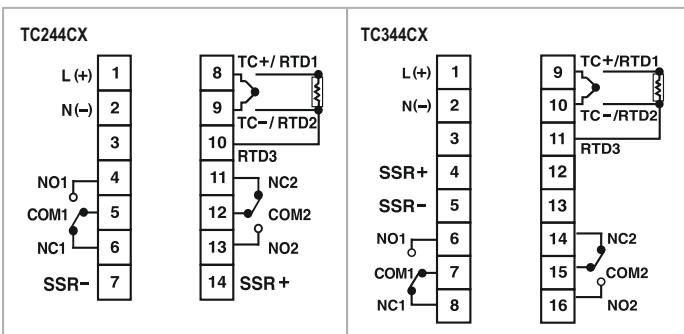 TC244CX
L (+) 1
N(−) 2
3
NO1 4
COM1 5
NC1 6
SSR− 7
8 TC+/ RTD1
9 TC−/ RTD2
10 RTD3
11 NC2
12 COM2
13 NO2
14 SSR +
TC344CX
L(+) 1
N(−) 2
3
SSR+ 4
SSR− 5
NO1 6
COM1 7
NC1 8
9 TC+/RTD1
10 TC−/RTD2
11 RTD3
12
13
14 NC2
15 COM2
16 NO2